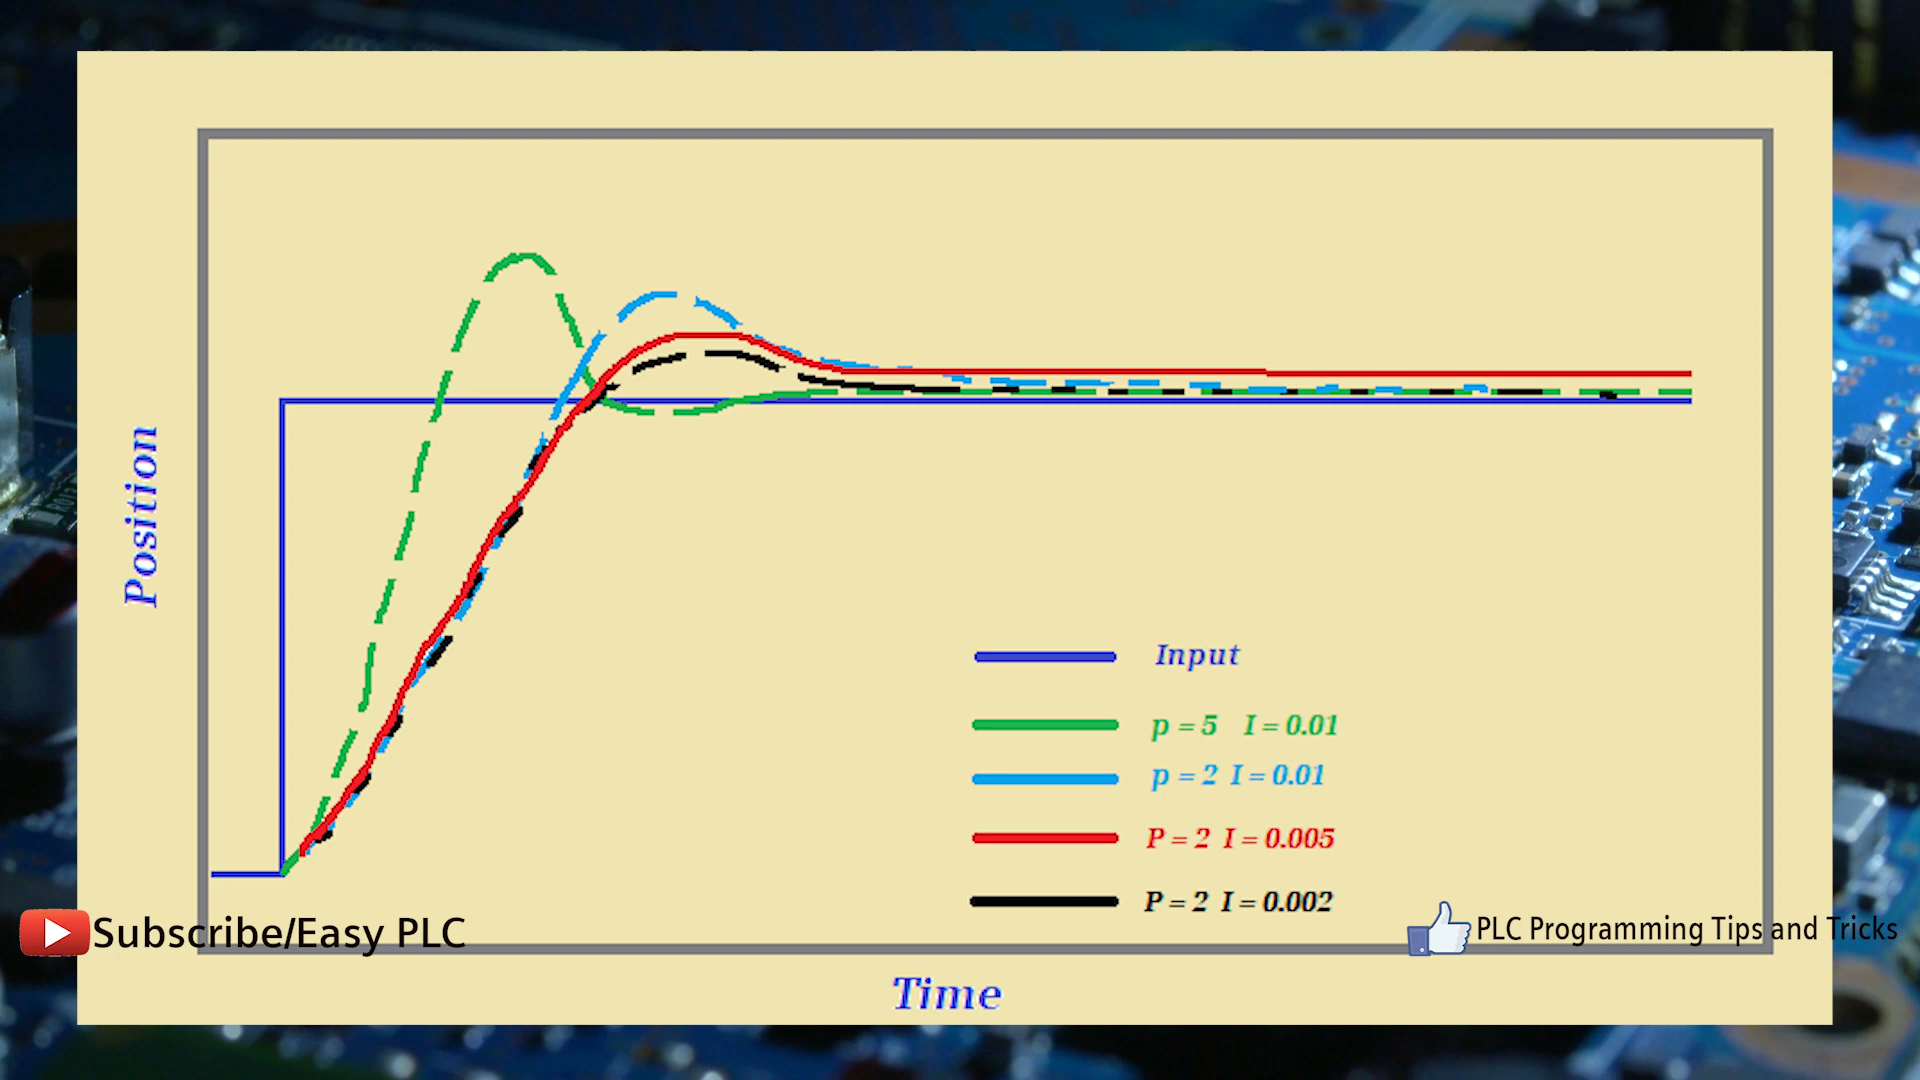 Position
Input
p = 5 I = 0.01
p = 2 I = 0.01
P = 2 I = 0.005
P = 2 I = 0.002
Subscribe/Easy PLC
PLC Programming Tips and Tricks
Time